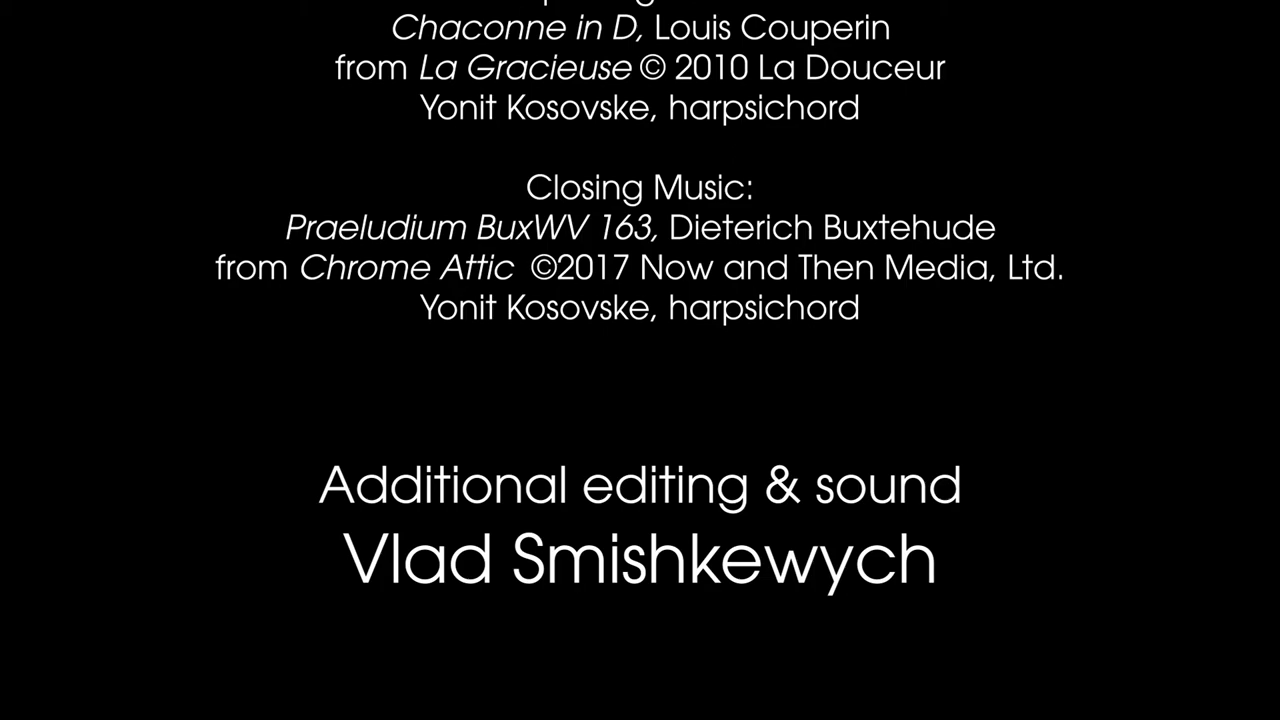 Chaconne in D, Louis Couperin
from La Gracieuse © 2010 La Douceur
Yonit Kosovske, harpsichord
Closing Music:
Praeludium BuxWV 163, Dieterich Buxtehude
from Chrome Attic ©2017 Now and Then Media, Ltd.
Yonit Kosovske, harpsichord
Additional editing & sound
Vlad Smishkewych